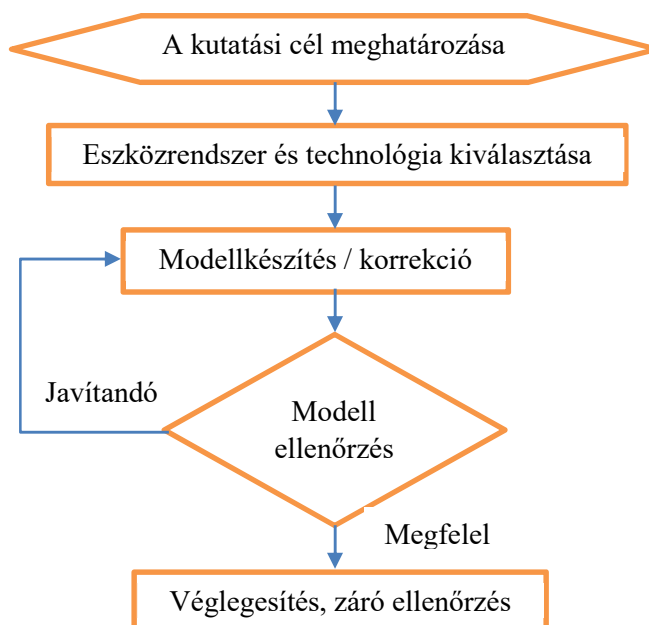 A kutatási cél meghatározása
Eszközrendszer és technológia kiválasztása
Modellkészítés / korrekció
Javítandó
Modell
ellenőrzés
Megfelel
Véglegesítés, záró ellenőrzés